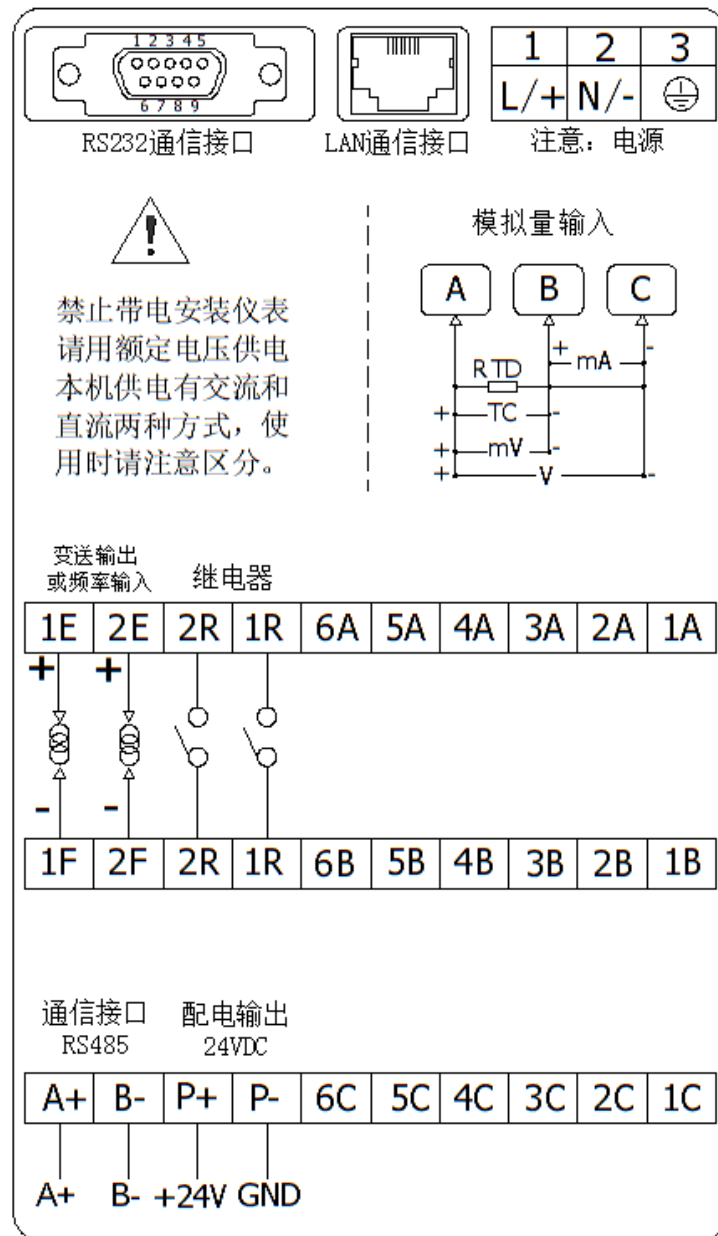 1 2 3 4 5
6 7 8 9
RS232通信接口
LAN通信接口
1 2 3
L/+ N/-
注意：电源
禁止带电安装仪表
请用额定电压供电
本机供电有交流和
直流两种方式，使
用时请注意区分。
模拟量输入
A B C
+ mA -
RTD
+ TC -
+ mV -
+ V -
变送输出
或频率输入
继电器
1E 2E 2R 1R 6A 5A 4A 3A 2A 1A
+ +
- -
1F 2F 2R 1R 6B 5B 4B 3B 2B 1B
通信接口
RS485
配电输出
24VDC
A+ B- P+ P- 6C 5C 4C 3C 2C 1C
A+ B- +24V GND